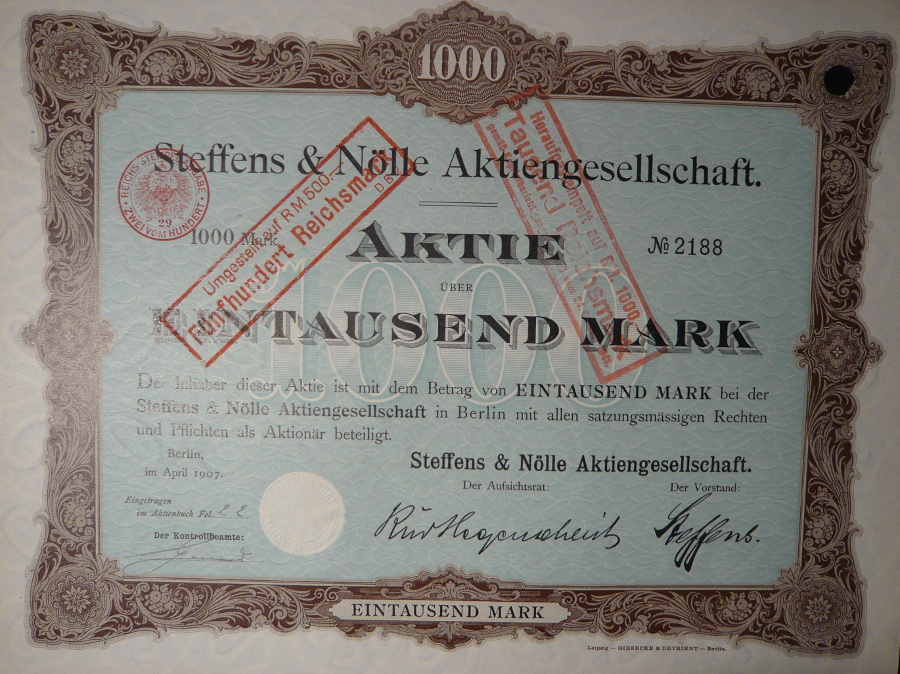 1000
Steffens & Nölle Aktiengesellschaft.
REICHS STEMPELABGABE
29
ZWEI VOM HUNDERT
1000 Mark.
AKTIE
№ 2188
ÜBER
EINTAUSEND MARK
Umgestellt auf RM 500.—
Fünfhundert Reichsmark
1000
Tausend Reichsmark
Der Inhaber dieser Aktie ist mit dem Betrag von EINTAUSEND MARK bei der
Steffens & Nölle Aktiengesellschaft in Berlin mit allen satzungsmässigen Rechten
und Pflichten als Aktionär beteiligt.
Berlin,
im April 1907.
Steffens & Nölle Aktiengesellschaft.
Der Aufsichtsrat:
Der Vorstand:
Eingetragen
im Aktienbuch Fol. 22
Der Kontrollbeamte:
Steffens.
EINTAUSEND MARK
Leipzig — GIESECKE & DEVRIENT — Berlin.